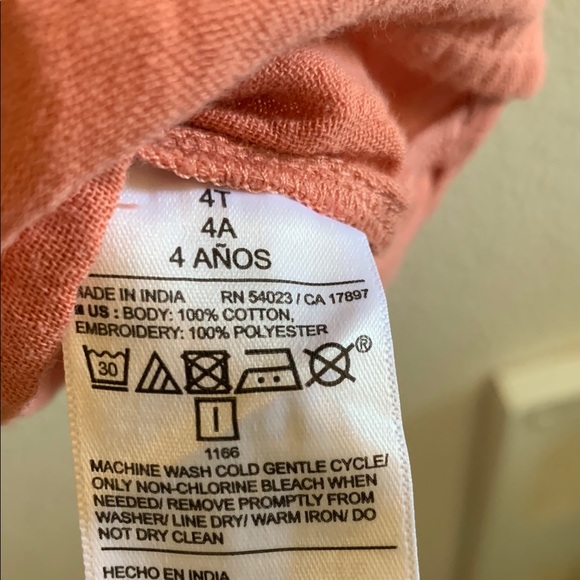 4T
4A
4 AÑOS
MADE IN INDIA RN 54023 / CA 17897
US : BODY: 100% COTTON,
EMBROIDERY: 100% POLYESTER
30
®
1166
MACHINE WASH COLD GENTLE CYCLE/
ONLY NON-CHLORINE BLEACH WHEN
NEEDED/ REMOVE PROMPTLY FROM
WASHER/ LINE DRY/ WARM IRON/ DO
NOT DRY CLEAN
HECHO EN INDIA